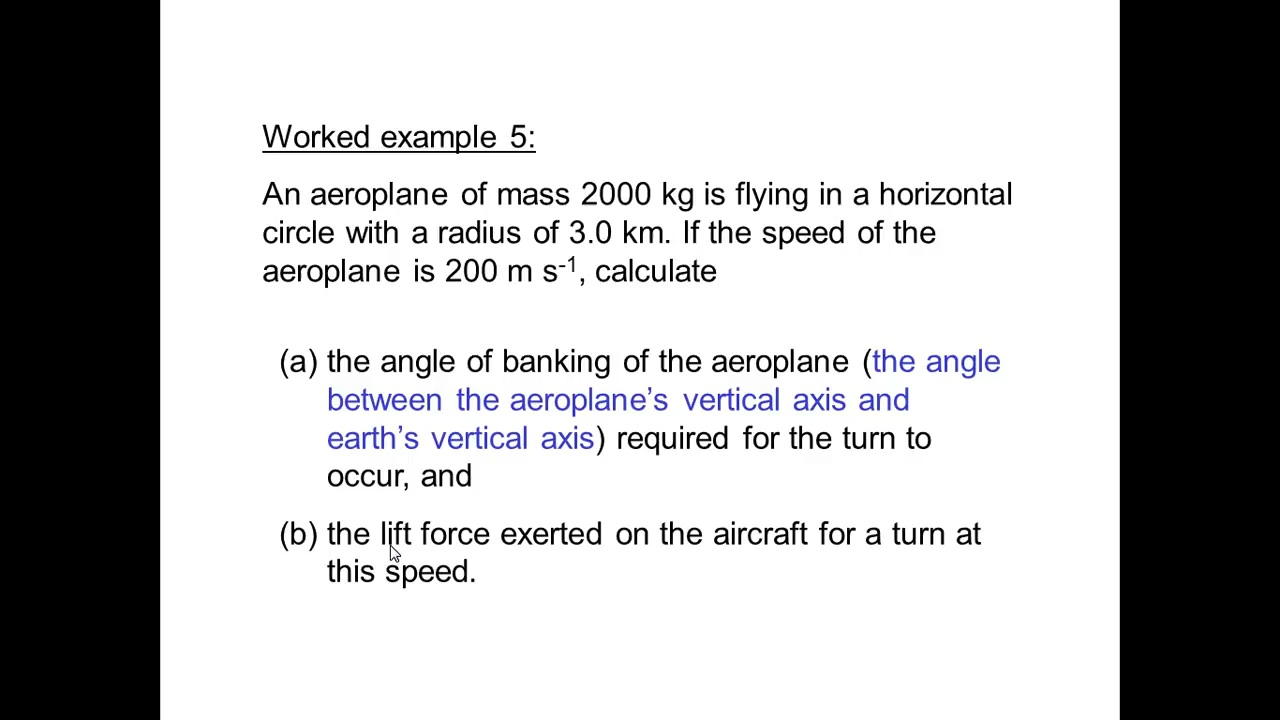 Worked example 5:
An aeroplane of mass 2000 kg is flying in a horizontal
circle with a radius of 3.0 km. If the speed of the
aeroplane is 200 m s⁻¹, calculate
(a) the angle of banking of the aeroplane (the angle
between the aeroplane's vertical axis and
earth's vertical axis) required for the turn to
occur, and
(b) the lift force exerted on the aircraft for a turn at
this speed.